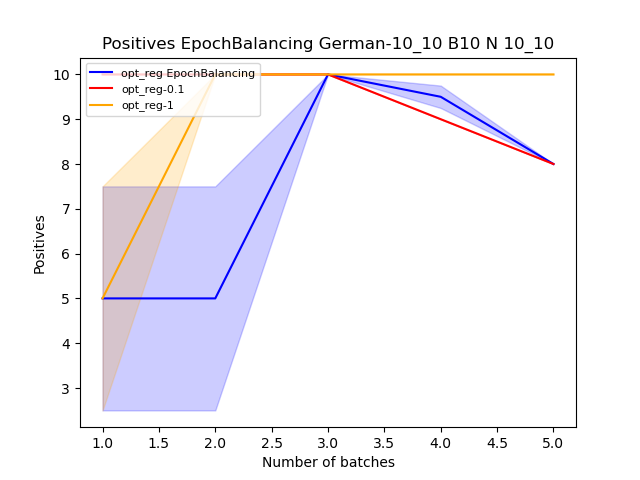 Positives EpochBalancing German-10_10 B10 N 10_10
opt_reg EpochBalancing
opt_reg-0.1
opt_reg-1
10
9
8
7
6
5
4
3
Positives
1.0 1.5 2.0 2.5 3.0 3.5 4.0 4.5 5.0
Number of batches